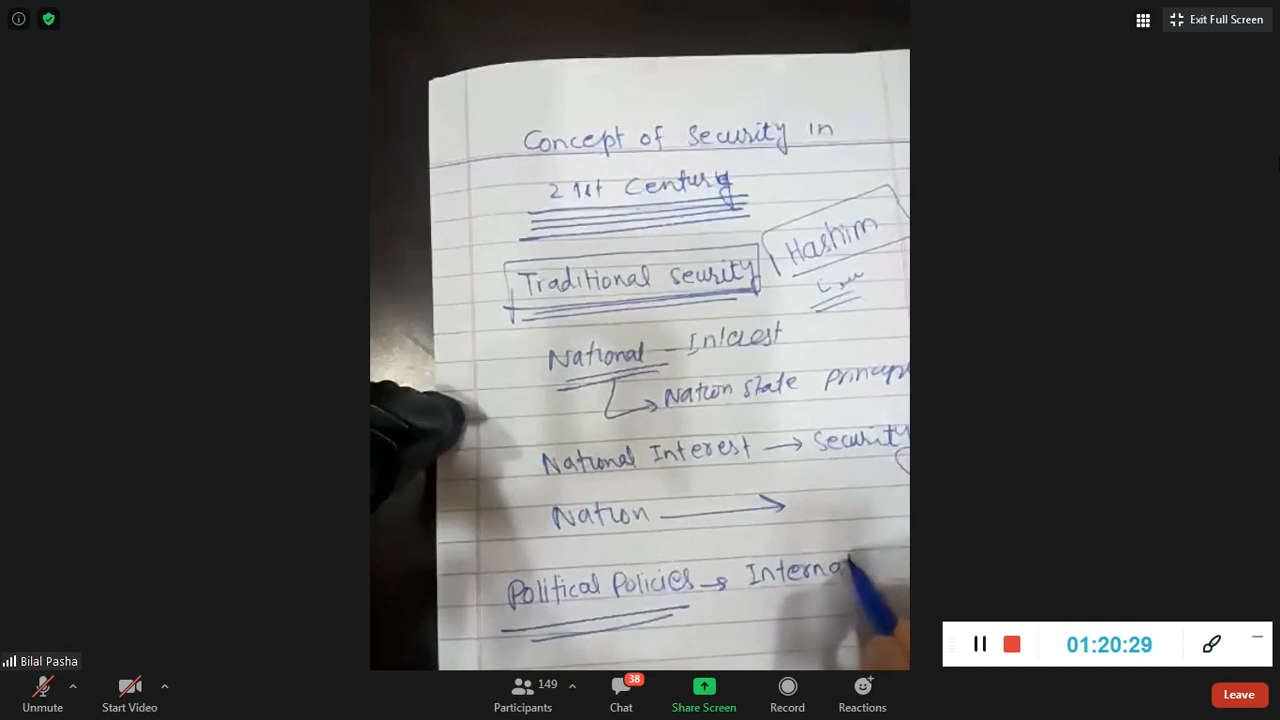 Exit Full Screen
Concept of Security in
21st Century
Hashim
Traditional Security
National - Interest
Nation state
National Interest → Security
Nation →
Political Policies → Interna
01:20:29
Bilal Pasha
38
149
Unmute
Start Video
Participants
Chat
Share Screen
Record
Reactions
Leave